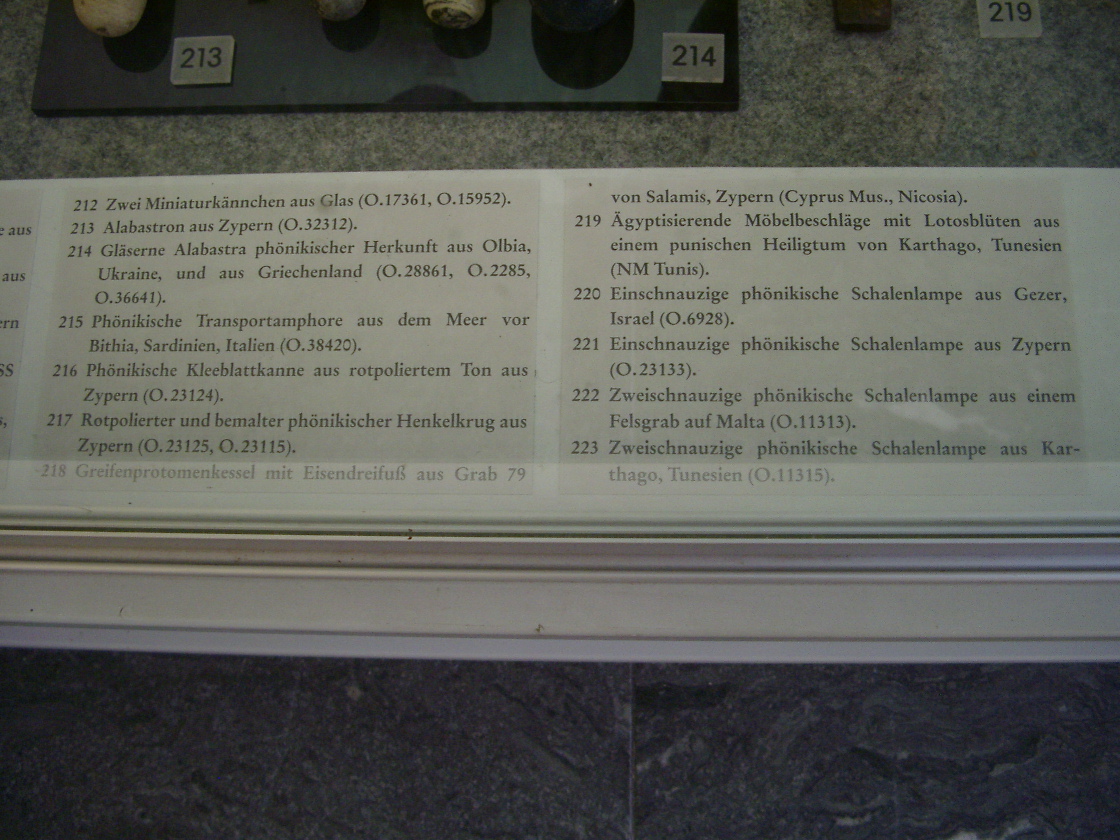 213
214
219
e aus
aus
ern
SS
s,
212 Zwei Miniaturkännchen aus Glas (O.17361, O.15952).
213 Alabastron aus Zypern (O.32312).
214 Gläserne Alabastra phönikischer Herkunft aus Olbia,
Ukraine, und aus Griechenland (O.28861, O.2285,
O.36641).
215 Phönikische Transportamphore aus dem Meer vor
Bithia, Sardinien, Italien (O.38420).
216 Phönikische Kleeblattkanne aus rotpoliertem Ton aus
Zypern (O.23124).
217 Rotpolierter und bemalter phönikischer Henkelkrug aus
Zypern (O.23125, O.23115).
218 Greifenprotomenkessel mit Eisendreifuß aus Grab 79
von Salamis, Zypern (Cyprus Mus., Nicosia).
219 Ägyptisierende Möbelbeschläge mit Lotosblüten aus
einem punischen Heiligtum von Karthago, Tunesien
(NM Tunis).
220 Einschnauzige phönikische Schalenlampe aus Gezer,
Israel (O.6928).
221 Einschnauzige phönikische Schalenlampe aus Zypern
(O.23133).
222 Zweischnauzige phönikische Schalenlampe aus einem
Felsgrab auf Malta (O.11313).
223 Zweischnauzige phönikische Schalenlampe aus Kar-
thago, Tunesien (O.11315).